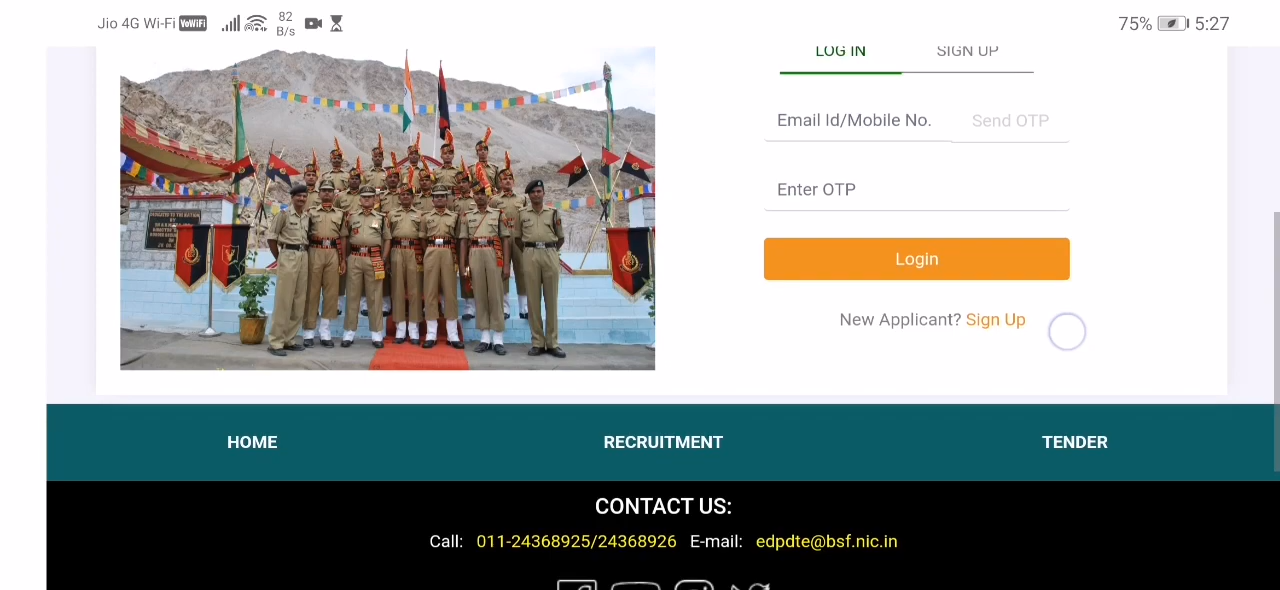 Jio 4G Wi-Fi VoWiFi 82 B/s 75% 5:27
LOG IN SIGN UP
Email Id/Mobile No. Send OTP
Enter OTP
Login
New Applicant? Sign Up
HOME RECRUITMENT TENDER
CONTACT US:
Call: 011-24368925/24368926 E-mail: edpdte@bsf.nic.in